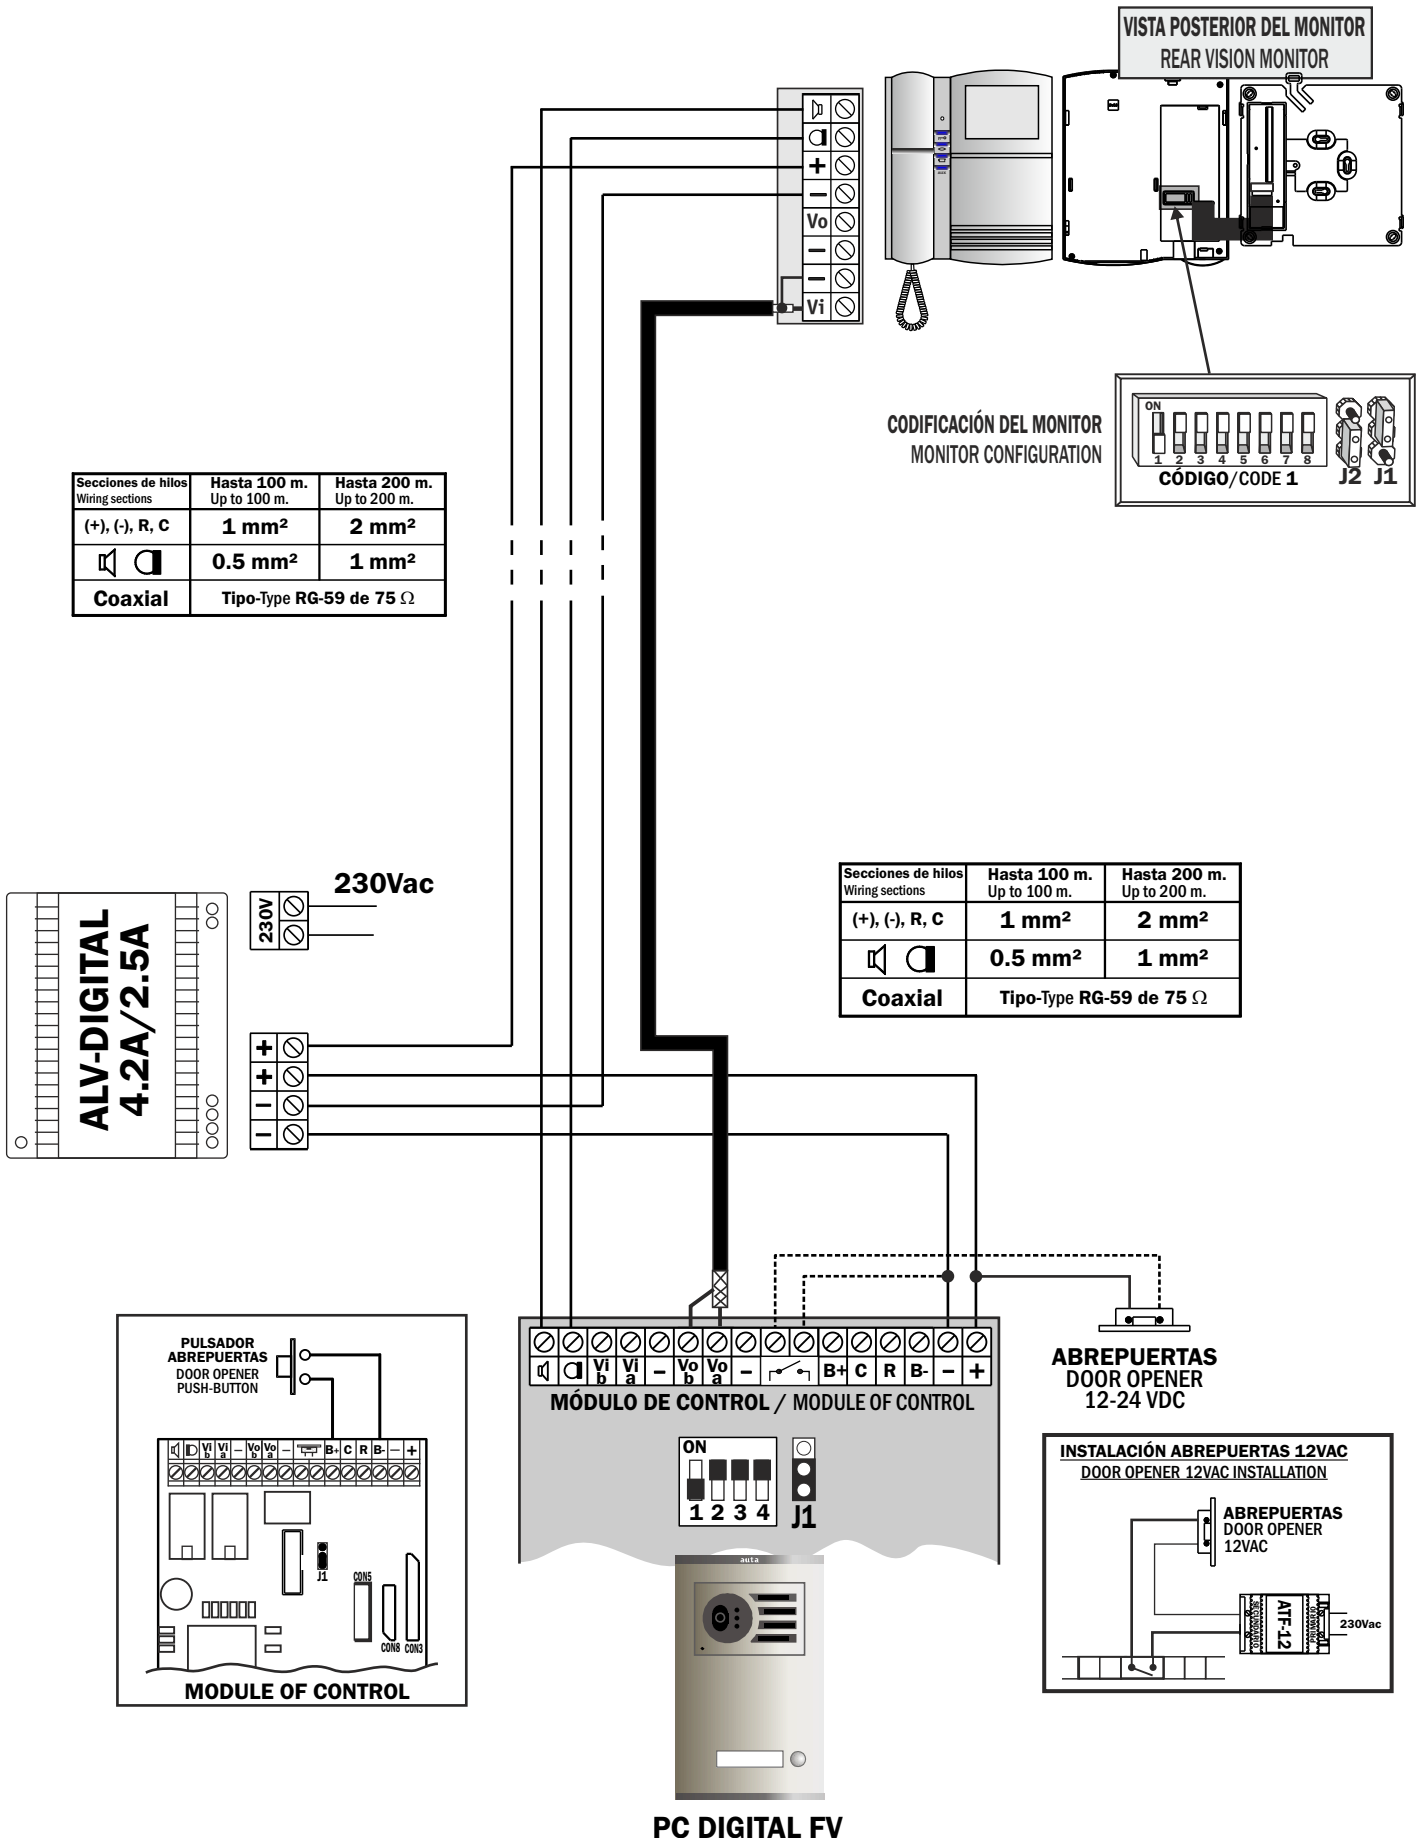 VISTA POSTERIOR DEL MONITOR
REAR VISION MONITOR
+
–
Vo
–
–
Vi
CODIFICACIÓN DEL MONITOR
MONITOR CONFIGURATION
ON
1 2 3 4 5 6 7 8
CÓDIGO/CODE 1
J2 J1
Secciones de hilos
Wiring sections
Hasta 100 m.
Up to 100 m.
Hasta 200 m.
Up to 200 m.
(+), (-), R, C
1 mm²
2 mm²
0.5 mm²
1 mm²
Coaxial
Tipo-Type RG-59 de 75 Ω
230Vac
230V
ALV-DIGITAL
4.2A/2.5A
+
+
–
–
Secciones de hilos
Wiring sections
Hasta 100 m.
Up to 100 m.
Hasta 200 m.
Up to 200 m.
(+), (-), R, C
1 mm²
2 mm²
0.5 mm²
1 mm²
Coaxial
Tipo-Type RG-59 de 75 Ω
Vi b Vi a – Vo b Vo a – B+ C R B- – +
MÓDULO DE CONTROL / MODULE OF CONTROL
ON
1 2 3 4
J1
ABREPUERTAS
DOOR OPENER
12-24 VDC
PULSADOR
ABREPUERTAS
DOOR OPENER
PUSH-BUTTON
Vi b Vi a – Vo b Vo a – B+ C R B- – +
J1
CON5
CON8
CON3
MODULE OF CONTROL
INSTALACIÓN ABREPUERTAS 12VAC
DOOR OPENER 12VAC INSTALLATION
ABREPUERTAS
DOOR OPENER
12VAC
SECUNDARIO
ATF-12
PRIMARIO
230Vac
auta
PC DIGITAL FV